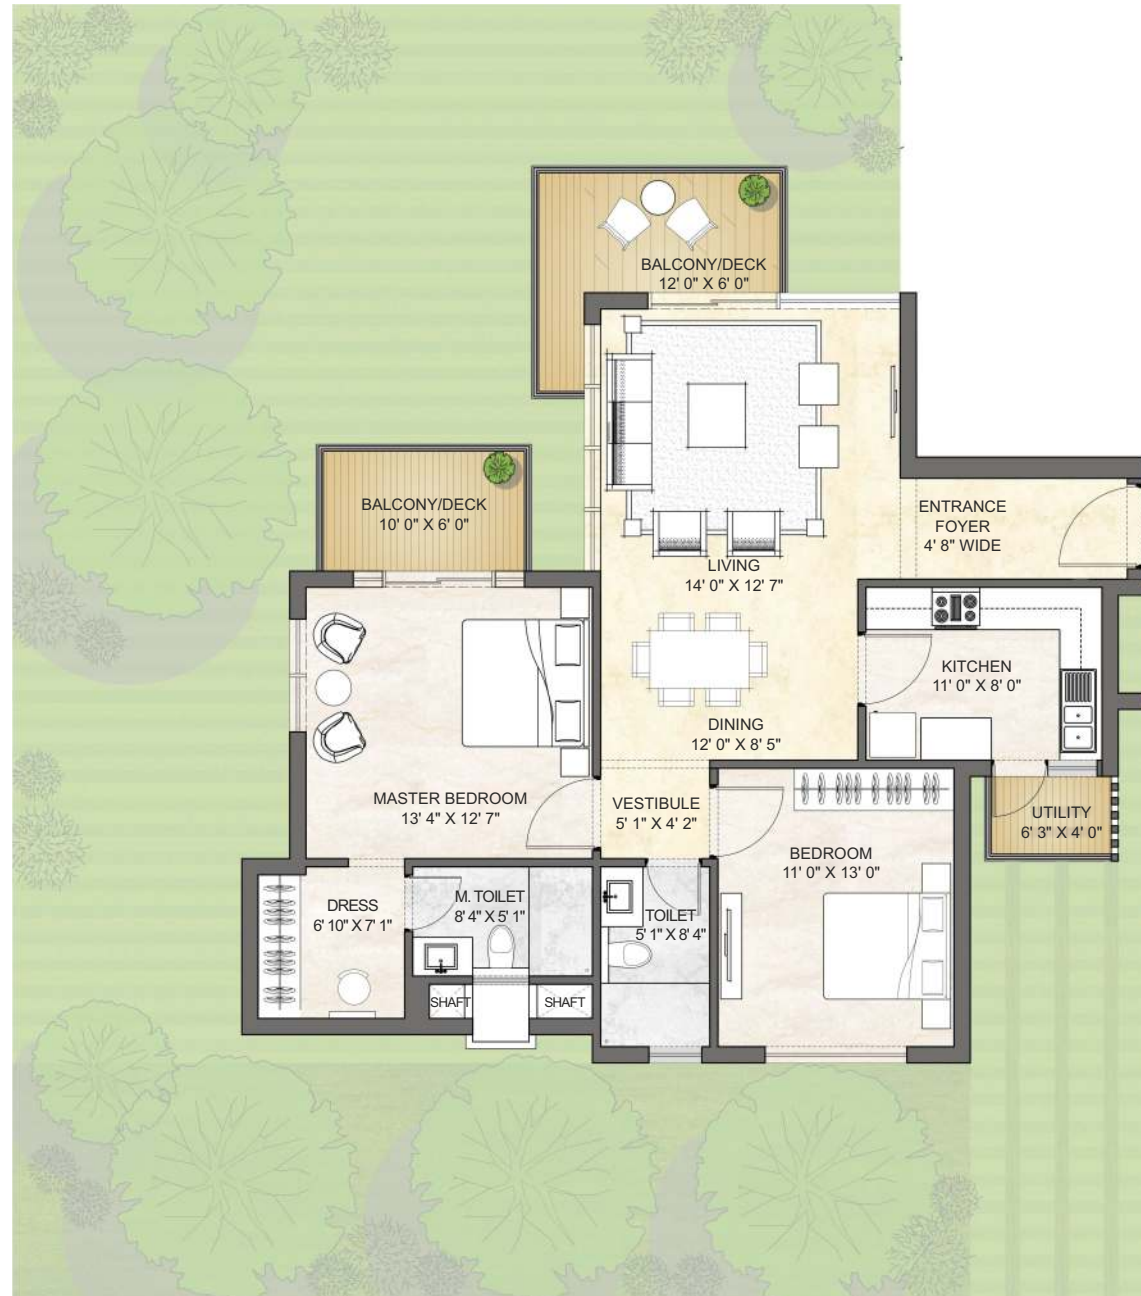 BALCONY/DECK
12' 0" X 6' 0"
BALCONY/DECK
10' 0" X 6' 0"
ENTRANCE
FOYER
4' 8" WIDE
LIVING
14' 0" X 12' 7"
KITCHEN
11' 0" X 8' 0"
DINING
12' 0" X 8' 5"
MASTER BEDROOM
13' 4" X 12' 7"
VESTIBULE
5' 1" X 4' 2"
UTILITY
6' 3" X 4' 0"
BEDROOM
11' 0" X 13' 0"
DRESS
6' 10" X 7' 1"
M. TOILET
8' 4" X 5' 1"
TOILET
5' 1" X 8' 4"
SHAFT
SHAFT